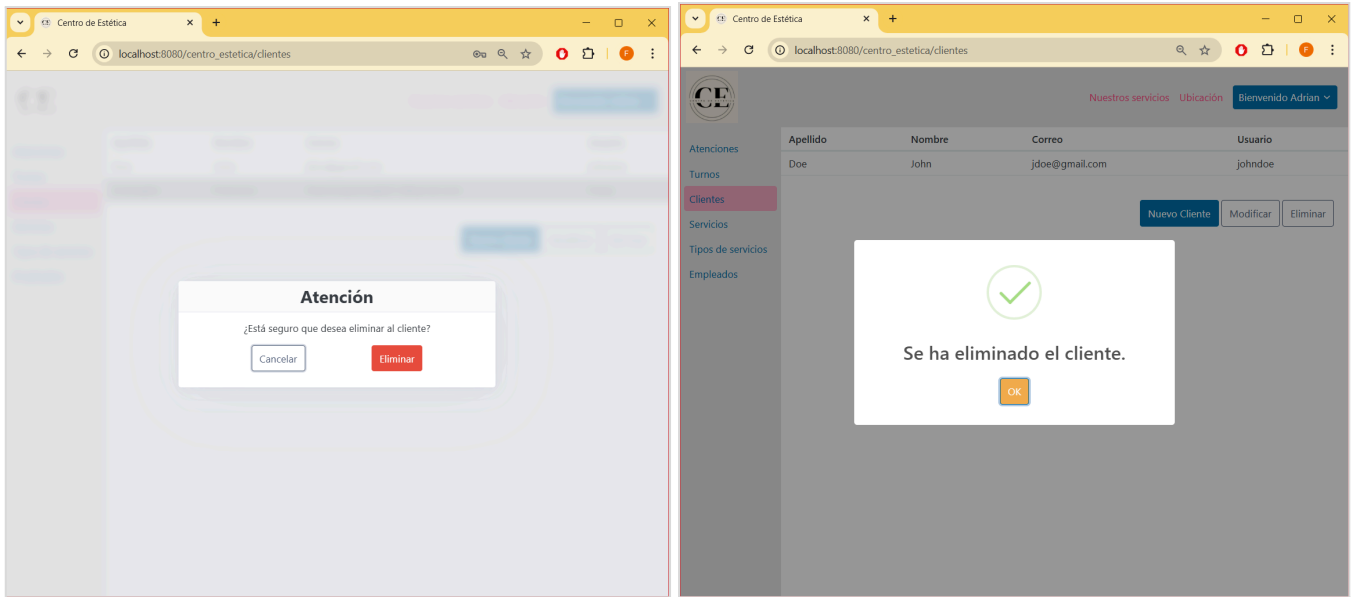 Centro de Estética
localhost:8080/centro_estetica/clientes
F
Atención
¿Está seguro que desea eliminar al cliente?
Cancelar
Eliminar
Centro de Estética
localhost:8080/centro_estetica/clientes
F
CE
Nuestros servicios
Ubicación
Bienvenido Adrian
Atenciones
Turnos
Clientes
Servicios
Tipos de servicios
Empleados
Apellido Nombre Correo Usuario
Doe John jdoe@gmail.com johndoe
Nuevo Cliente
Modificar
Eliminar
Se ha eliminado el cliente.
OK